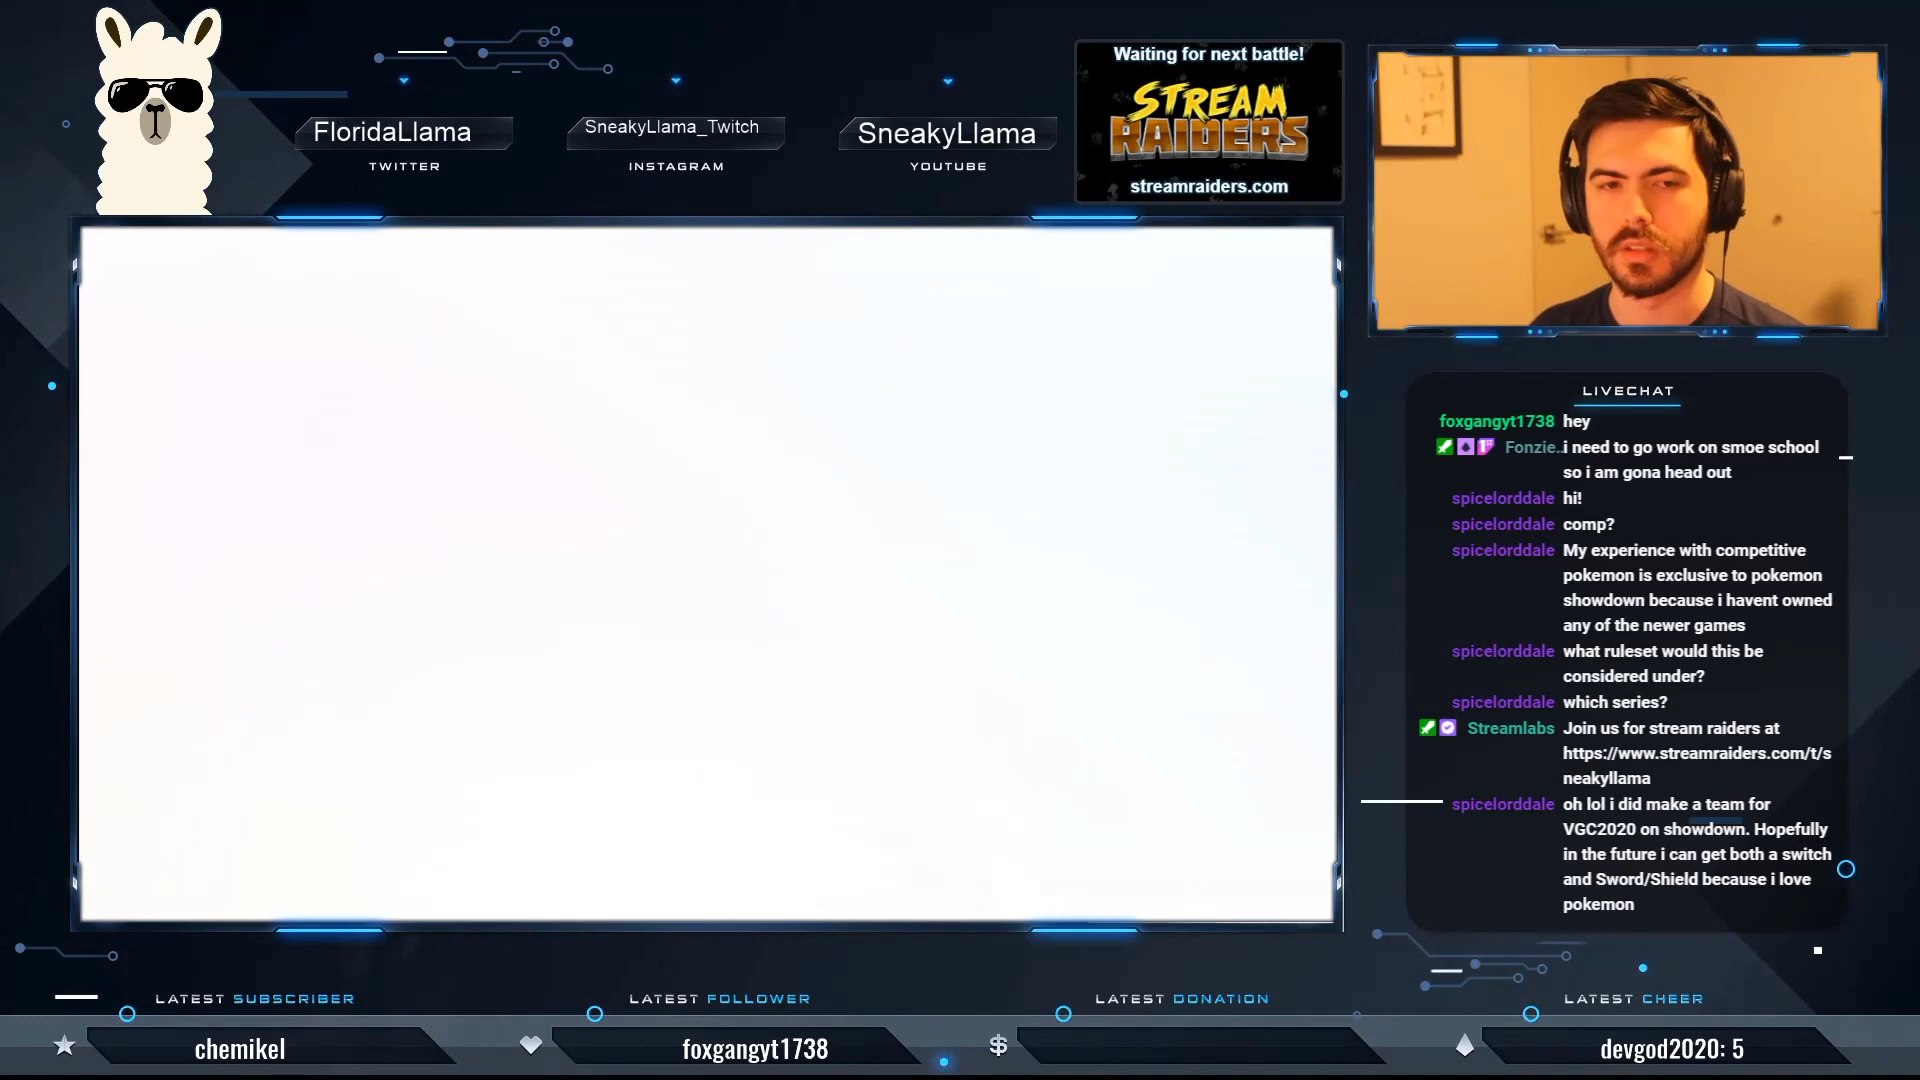 Waiting for next battle!
STREAM
RAIDERS
streamraiders.com
FloridaLlama
SneakyLlama_Twitch
SneakyLlama
TWITTER
INSTAGRAM
YOUTUBE
LIVECHAT
foxgangyt1738 hey
Fonzie.. i need to go work on smoe school
so i am gona head out
spicelorddale hi!
spicelorddale comp?
spicelorddale My experience with competitive
pokemon is exclusive to pokemon
showdown because i havent owned
any of the newer games
spicelorddale what ruleset would this be
considered under?
spicelorddale which series?
Streamlabs Join us for stream raiders at
https://www.streamraiders.com/t/s
neakyllama
spicelorddale oh lol i did make a team for
VGC2020 on showdown. Hopefully
in the future i can get both a switch
and Sword/Shield because i love
pokemon
LATEST SUBSCRIBER
LATEST FOLLOWER
LATEST DONATION
LATEST CHEER
chemikel
foxgangyt1738
$
devgod2020: 5